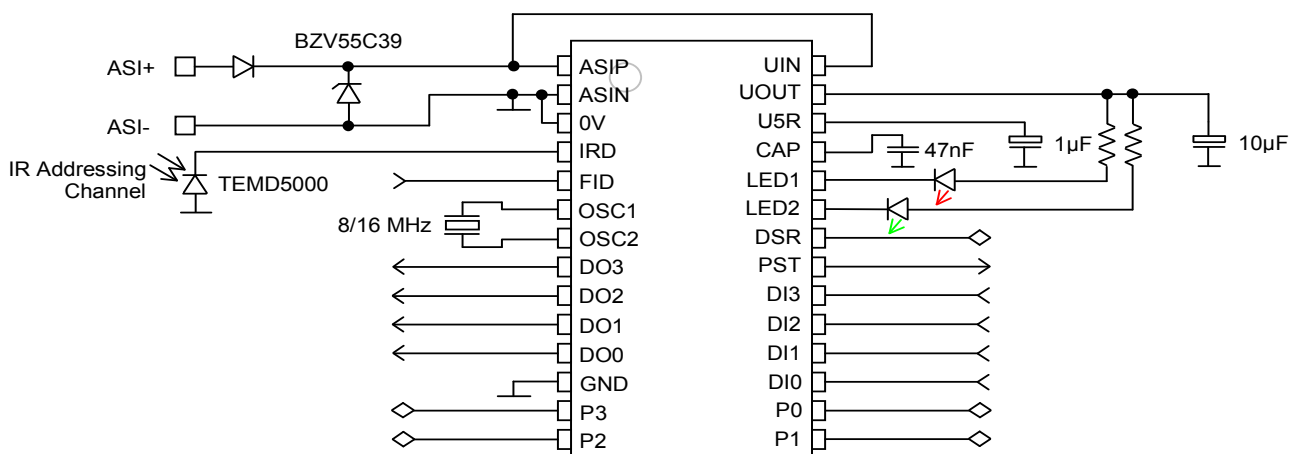 BZV55C39
ASI+
ASI-
IR Addressing
Channel
TEMD5000
8/16 MHz
ASIP
ASIN
0V
IRD
FID
OSC1
OSC2
DO3
DO2
DO1
DO0
GND
P3
P2
UIN
UOUT
U5R
CAP
LED1
LED2
DSR
PST
DI3
DI2
DI1
DI0
P0
P1
47nF
1µF
10µF